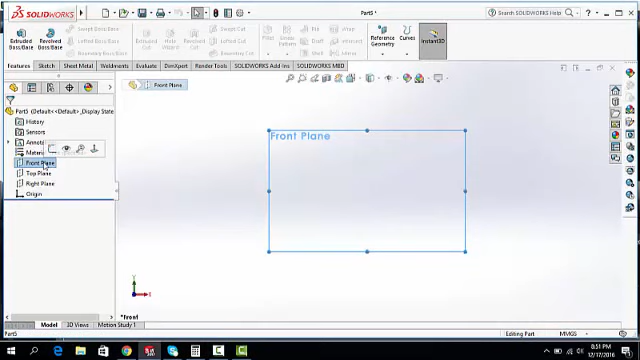 SOLIDWORKS
Part5 *
Search SOLIDWORKS Help
Extruded Boss/Base
Revolved Boss/Base
Swept Boss/Base
Lofted Boss/Base
Boundary Boss/Base
Extruded Cut
Hole Wizard
Revolved Cut
Swept Cut
Lofted Cut
Boundary Cut
Fillet
Linear Pattern
Rib
Draft
Shell
Wrap
Intersect
Mirror
Reference Geometry
Curves
Instant3D
Features
Sketch
Sheet Metal
Weldments
Evaluate
DimXpert
Render Tools
SOLIDWORKS Add-Ins
SOLIDWORKS MBD
Front Plane
Part5 (Default<<Default>_Display State
History
Sensors
Annota
Materi
Front Plane
Top Plane
Right Plane
Origin
Front Plane
Y
X
*Front
Model
3D Views
Motion Study 1
Part5
Editing Part
MMGS
8:51 PM
12/17/2016